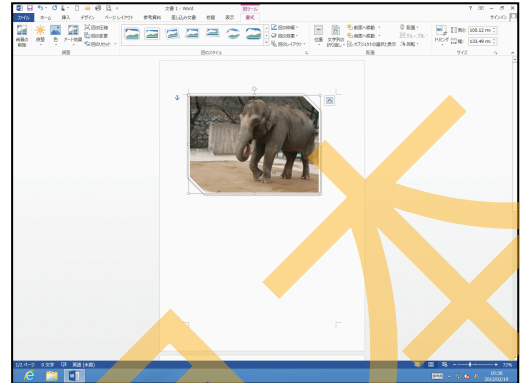 文書 1 - Word
図ツール
サインイン
ファイル ホーム 挿入 デザイン ページレイアウト 参考資料 差し込み文書 校閲 表示 書式
背景の
削除
修整
色
アート効果
図の圧縮
図の変更
図のリセット
図の枠線
図の効果
図のレイアウト
位置
文字列の
折り返し
前面へ移動
背面へ移動
オブジェクトの選択と表示
配置
グループ化
回転
トリミング
高さ: 100.12 mm
幅: 133.49 mm
調整
図のスタイル
配置
サイズ
1/2 ページ 0 文字 英語 (米国)
72%
10:36
2013/02/19